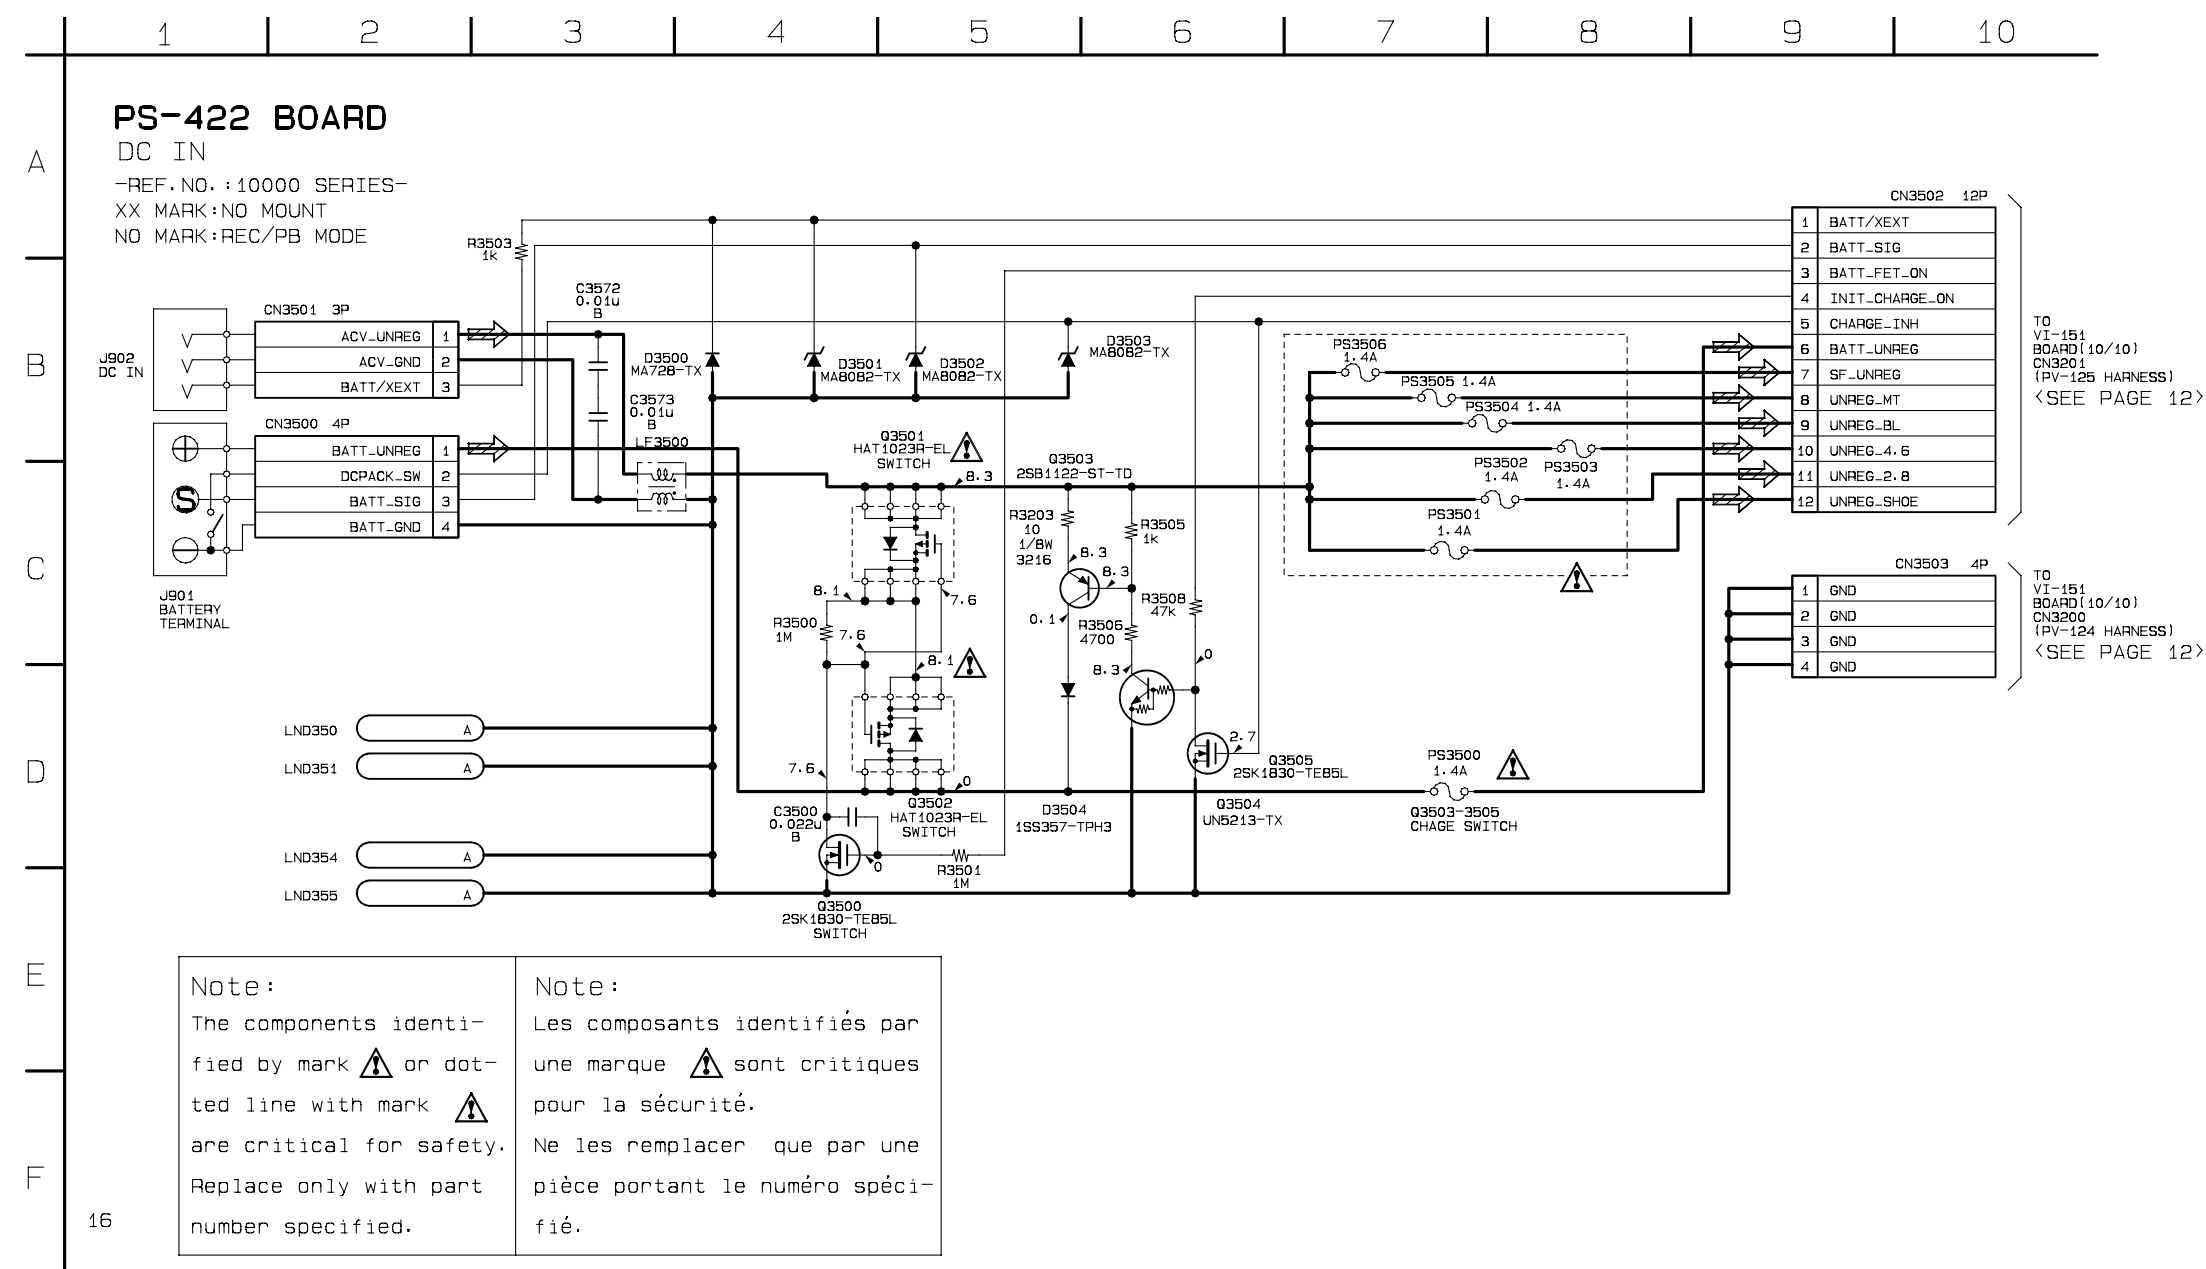 1 2 3 4 5 6 7 8 9 10
A
B
C
D
E
F
PS-422 BOARD
DC IN
-REF.NO.:10000 SERIES-
XX MARK:NO MOUNT
NO MARK:REC/PB MODE
J902
DC IN
CN3501 3P
ACV_UNREG 1
ACV_GND 2
BATT/XEXT 3
CN3500 4P
BATT_UNREG 1
DCPACK_SW 2
BATT_SIG 3
BATT_GND 4
S
J901
BATTERY
TERMINAL
R3503
1k
C3572
0.01u
B
C3573
0.01u
B
LF3500
D3500
MA728-TX
D3501
MA8082-TX
D3502
MA8082-TX
D3503
MA8082-TX
Q3501
HAT1023R-EL
SWITCH
8.3
Q3503
2SB1122-ST-TD
R3203
10
1/8W
3216
R3505
1k
8.3
8.3
0.1
R3506
4700
R3508
47k
8.3
0
8.1
7.6
R3500
1M
7.6
8.1
7.6
0
C3500
0.022u
B
Q3502
HAT1023R-EL
SWITCH
0
R3501
1M
Q3500
2SK1830-TE85L
SWITCH
D3504
1SS357-TPH3
2.7
Q3505
2SK1830-TE85L
Q3504
UN5213-TX
PS3500
1.4A
Q3503-3505
CHAGE SWITCH
PS3506
1.4A
PS3505 1.4A
PS3504 1.4A
PS3502
1.4A
PS3503
1.4A
PS3501
1.4A
CN3502 12P
1 BATT/XEXT
2 BATT_SIG
3 BATT_FET_ON
4 INIT_CHARGE_ON
5 CHARGE_INH
6 BATT_UNREG
7 SF_UNREG
8 UNREG_MT
9 UNREG_BL
10 UNREG_4.6
11 UNREG_2.8
12 UNREG_SHOE
TO
VI-151
BOARD(10/10)
CN3201
(PV-125 HARNESS)
<SEE PAGE 12>
CN3503 4P
1 GND
2 GND
3 GND
4 GND
TO
VI-151
BOARD(10/10)
CN3200
(PV-124 HARNESS)
<SEE PAGE 12>
LND350 A
LND351 A
LND354 A
LND355 A
Note:
The components identi-
fied by mark ⚠ or dot-
ted line with mark ⚠
are critical for safety.
Replace only with part
number specified.
Note:
Les composants identifiés par
une marque ⚠ sont critiques
pour la sécurité.
Ne les remplacer que par une
pièce portant le numéro spéci-
fié.
16